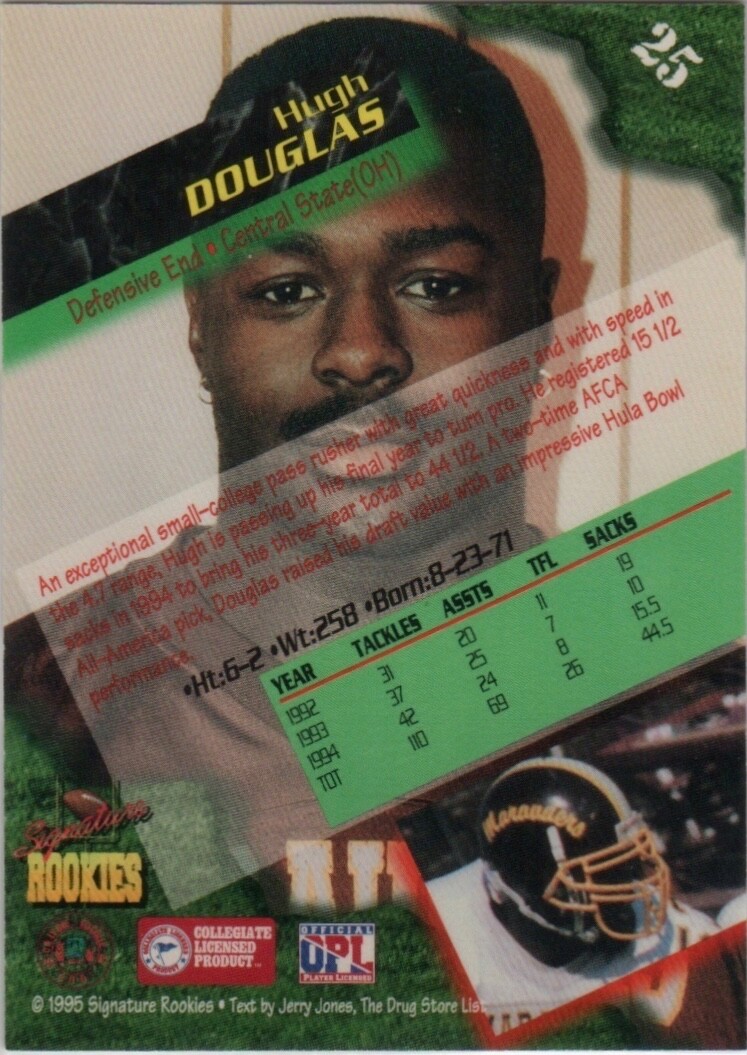 25
Hugh
DOUGLAS
Defensive End • Central State(OH)
An exceptional small-college pass rusher with great quickness and with speed in
the 4.7 range, Hugh is passing up his final year to turn pro. He registered 15 1/2
sacks in 1994 to bring his three-year total to 44 1/2. A two-time AFCA
All-America pick, Douglas raised his draft value with an impressive Hula Bowl
performance.
•Ht:6-2 •Wt:258 •Born:8-23-71
YEAR TACKLES ASSTS TFL SACKS
1992 31 20 11 19
1993 37 25 7 10
1994 42 24 8 15.5
TOT 110 69 26 44.5
Marauders
Signature
ROOKIES
COLLEGIATE
LICENSED
PRODUCT™
OFFICIAL
UPL
PLAYER LICENSED
© 1995 Signature Rookies • Text by Jerry Jones, The Drug Store List